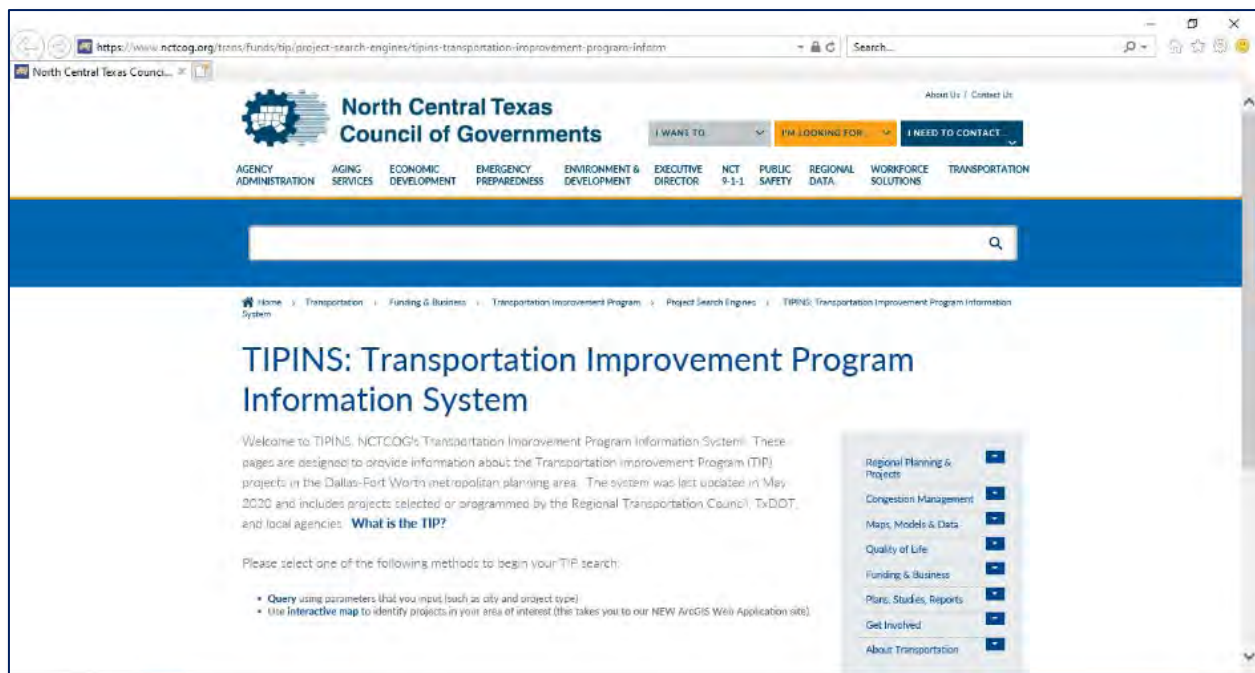 https://www.nctcog.org/trans/funds/tip/project-search-engines/tipins-transportation-improvement-program-inform
Search...
North Central Texas Counci...
About Us / Contact Us
North Central Texas
Council of Governments
I WANT TO
I'M LOOKING FOR...
I NEED TO CONTACT...
AGENCY
ADMINISTRATION
AGING
SERVICES
ECONOMIC
DEVELOPMENT
EMERGENCY
PREPAREDNESS
ENVIRONMENT &
DEVELOPMENT
EXECUTIVE
DIRECTOR
NCT
9-1-1
PUBLIC
SAFETY
REGIONAL
DATA
WORKFORCE
SOLUTIONS
TRANSPORTATION
Home › Transportation › Funding & Business › Transportation Improvement Program › Project Search Engines › TIPINS: Transportation Improvement Program Information
System
TIPINS: Transportation Improvement Program
Information System
Welcome to TIPINS, NCTCOG's Transportation Improvement Program Information System. These
pages are designed to provide information about the Transportation Improvement Program (TIP)
projects in the Dallas-Fort Worth metropolitan planning area. The system was last updated in May
2020 and includes projects selected or programmed by the Regional Transportation Council, TxDOT,
and local agencies. What is the TIP?
Please select one of the following methods to begin your TIP search:
• Query using parameters that you input (such as city and project type)
• Use interactive map to identify projects in your area of interest (this takes you to our NEW ArcGIS Web Application site)
Regional Planning &
Projects
Congestion Management
Maps, Models & Data
Quality of Life
Funding & Business
Plans, Studies, Reports
Get Involved
About Transportation